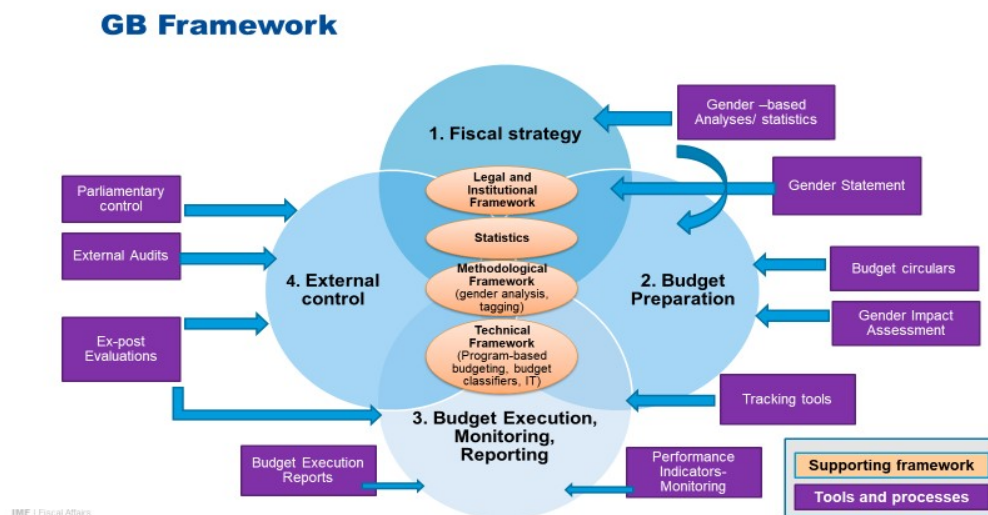 GB Framework
1. Fiscal strategy
Gender –based
Analyses/ statistics
Legal and
Institutional
Framework
Gender Statement
Parliamentary
control
External Audits
Statistics
4. External
control
Methodological
Framework
(gender analysis,
tagging)
2. Budget
Preparation
Budget circulars
Gender Impact
Assessment
Ex-post
Evaluations
Technical
Framework
(Program-based
budgeting, budget
classifiers, IT)
Tracking tools
3. Budget Execution,
Monitoring,
Reporting
Budget Execution
Reports
Performance
Indicators-
Monitoring
Supporting framework
Tools and processes
IMF | Fiscal Affairs